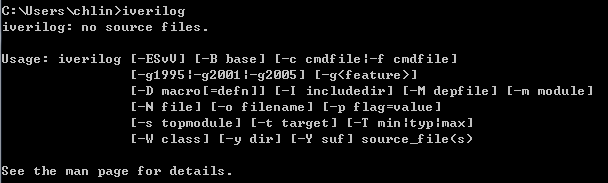 C:\Users\chlin>iverilog
iverilog: no source files.

Usage: iverilog [-ESvV] [-B base] [-c cmdfile|-f cmdfile]
                [-g1995|-g2001|-g2005] [-g<feature>]
                [-D macro[=defn]] [-I includedir] [-M depfile] [-m module]
                [-N file] [-o filename] [-p flag=value]
                [-s topmodule] [-t target] [-T min|typ|max]
                [-W class] [-y dir] [-Y suf] source_file(s)

See the man page for details.